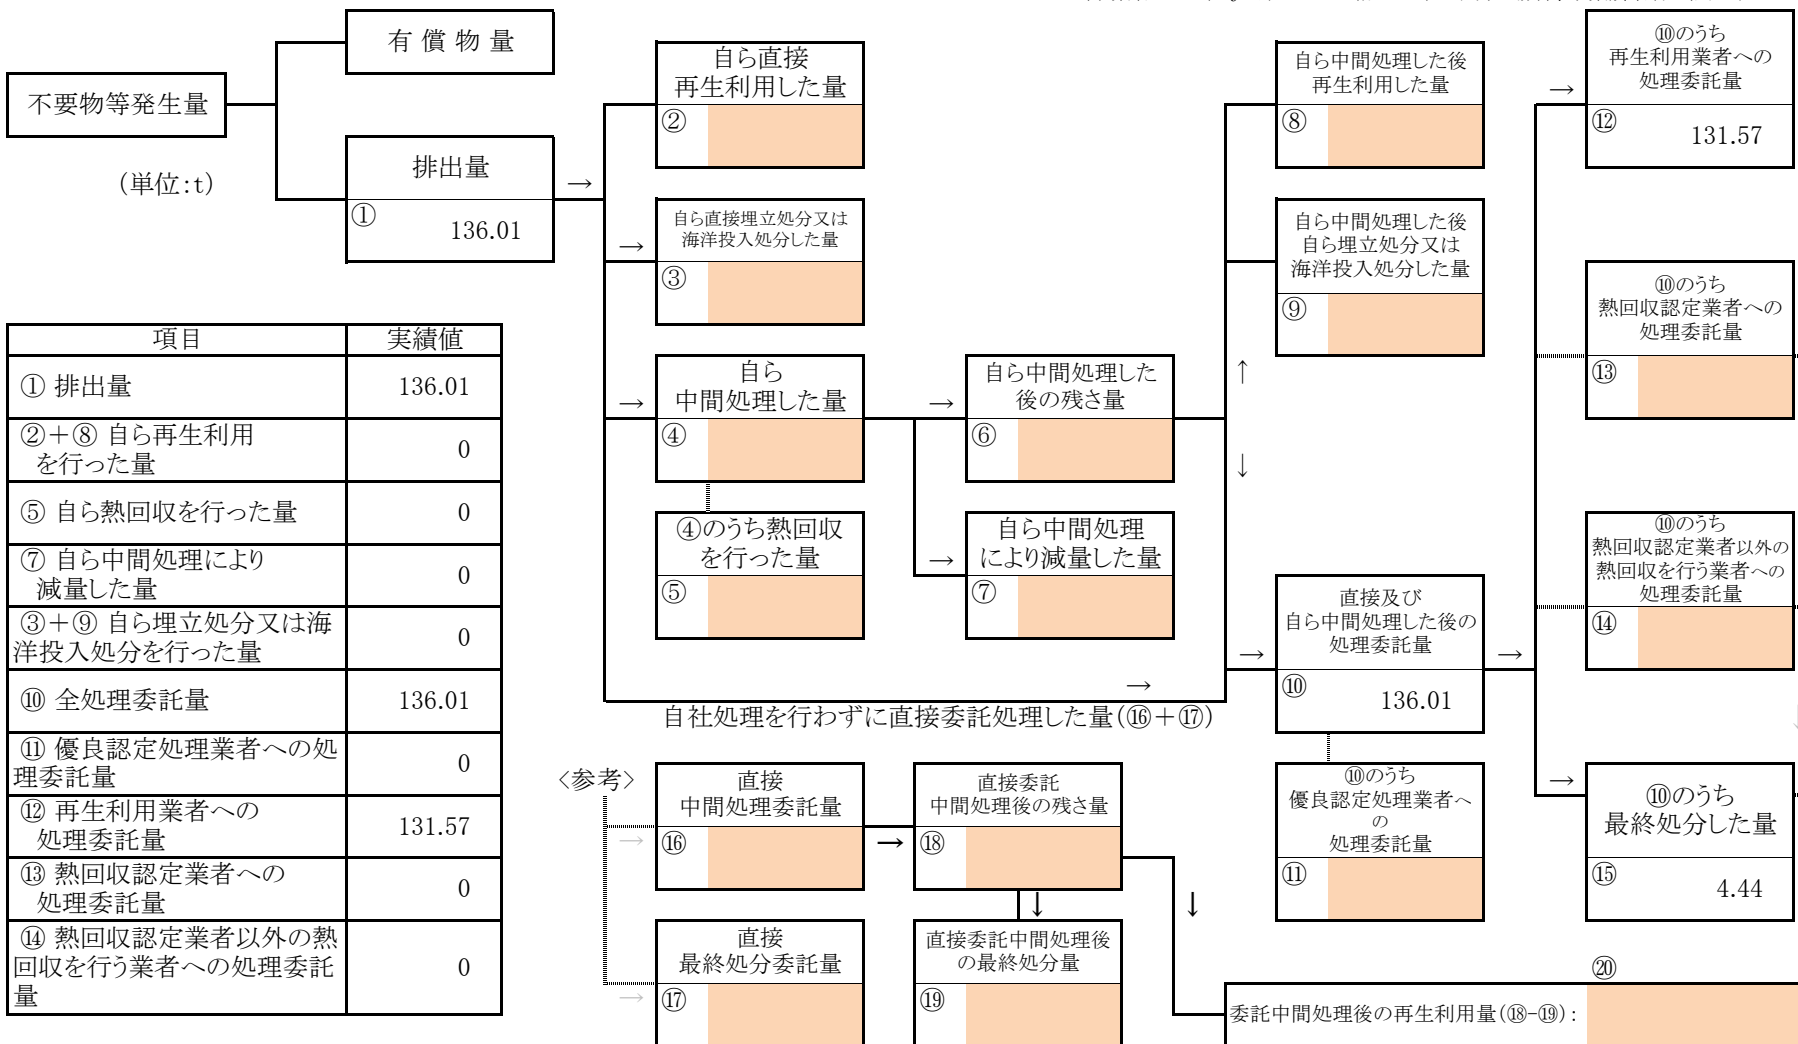 有 償 物 量
不要物等発生量
(単位:t)
排出量
①
136.01
→
自ら直接
再生利用した量
②
→
自ら直接埋立処分又は
海洋投入処分した量
③
→
自ら
中間処理した量
④
④のうち熱回収
を行った量
⑤
→
自ら中間処理した
後の残さ量
⑥
→
自ら中間処理
により減量した量
⑦
自ら中間処理した後
再生利用した量
⑧
自ら中間処理した後
自ら埋立処分又は
海洋投入処分した量
⑨
↑
↓
→
直接及び
自ら中間処理した後の
処理委託量
⑩
136.01
→
自社処理を行わずに直接委託処理した量(⑯+⑰)
→
⑩のうち
優良認定処理業者へ
の
処理委託量
⑪
→
⑩のうち
再生利用業者への
処理委託量
⑫
131.57
⑩のうち
熱回収認定業者への
処理委託量
⑬
⑩のうち
熱回収認定業者以外の
熱回収を行う業者への
処理委託量
⑭
→
⑩のうち
最終処分した量
⑮
4.44
項目 実績値
① 排出量 136.01
②+⑧ 自ら再生利用
を行った量 0
⑤ 自ら熱回収を行った量 0
⑦ 自ら中間処理により
減量した量 0
③+⑨ 自ら埋立処分又は海
洋投入処分を行った量 0
⑩ 全処理委託量 136.01
⑪ 優良認定処理業者への処
理委託量 0
⑫ 再生利用業者への
処理委託量 131.57
⑬ 熱回収認定業者への
処理委託量 0
⑭ 熱回収認定業者以外の熱
回収を行う業者への処理委託
量 0
<参考>
→
直接
中間処理委託量
⑯
→
直接委託
中間処理後の残さ量
⑱
↓
↓
→
直接
最終処分委託量
⑰
直接委託中間処理後
の最終処分量
⑲
⑳
委託中間処理後の再生利用量(⑱-⑲):